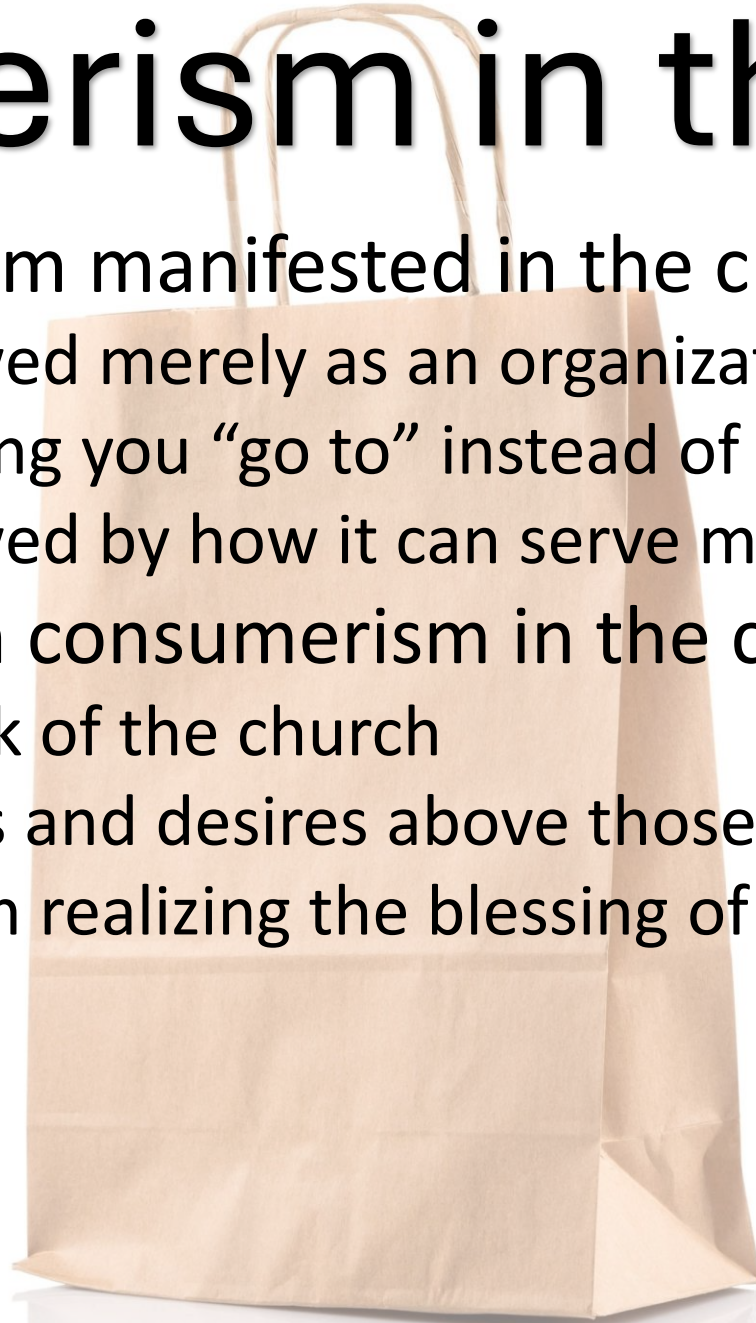 erism in th
m manifested in the c
ved merely as an organizat
ng you “go to” instead of
ved by how it can serve m
n consumerism in the c
k of the church
s and desires above those
m realizing the blessing of